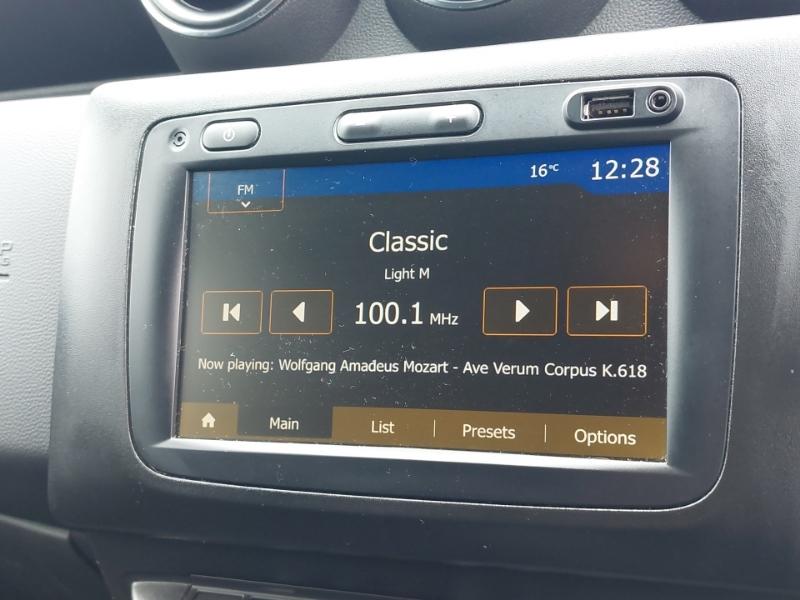 16°C 12:28
FM
Classic
Light M
100.1 MHz
Now playing: Wolfgang Amadeus Mozart - Ave Verum Corpus K.618
Main List Presets Options